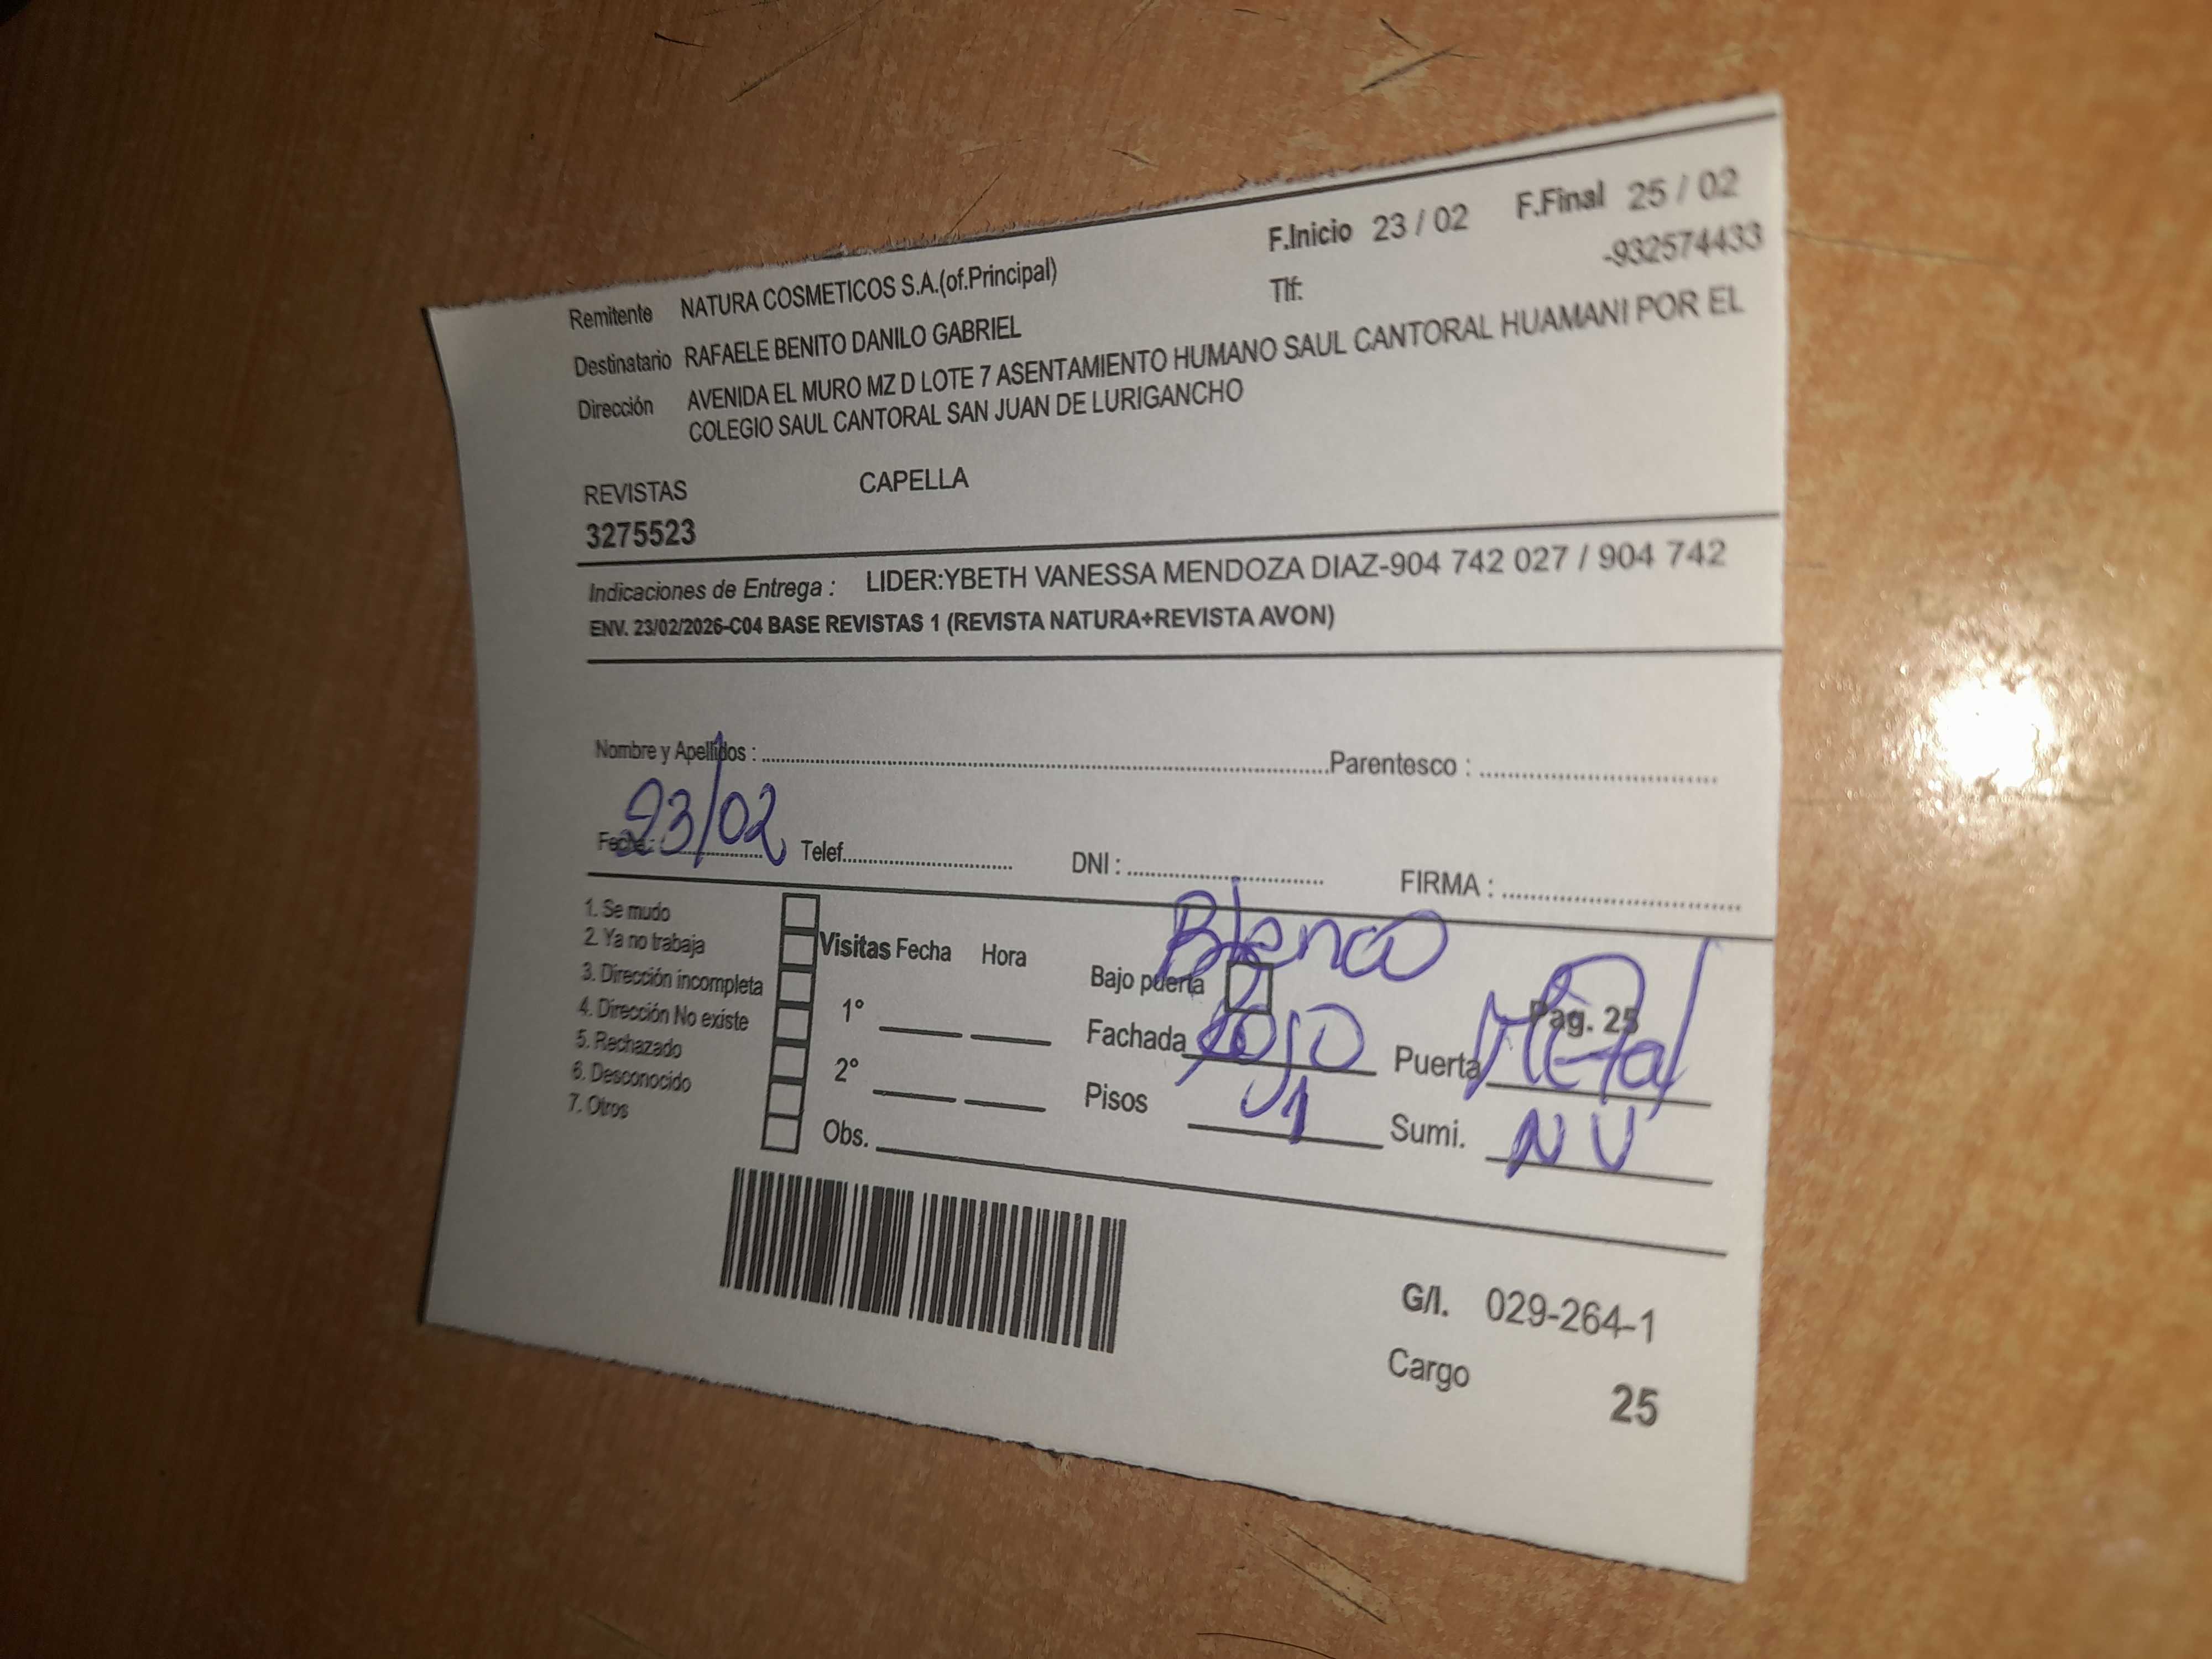 F.Inicio 23 / 02 F.Final 25 / 02
Remitente NATURA COSMETICOS S.A.(of.Principal) Tlf: -932574433
Destinatario RAFAELE BENITO DANILO GABRIEL
Dirección AVENIDA EL MURO MZ D LOTE 7 ASENTAMIENTO HUMANO SAUL CANTORAL HUAMANI POR EL
COLEGIO SAUL CANTORAL SAN JUAN DE LURIGANCHO
REVISTAS CAPELLA
3275523
Indicaciones de Entrega : LIDER:YBETH VANESSA MENDOZA DIAZ-904 742 027 / 904 742
ENV. 23/02/2026-C04 BASE REVISTAS 1 (REVISTA NATURA+REVISTA AVON)
Nombre y Apellidos : Parentesco :
Fecha: 23/02 Telef. DNI : FIRMA :
1. Se mudo
2. Ya no trabaja
3. Dirección incompleta
4. Dirección No existe
5. Rechazado
6. Desconocido
7. Otros
Visitas Fecha Hora
1°
2°
Obs.
Blanco
Bajo puerta Pag. 25
Fachada Rojo Puerta Metal
Pisos 1 Sumi. N V
G/I. 029-264-1
Cargo 25